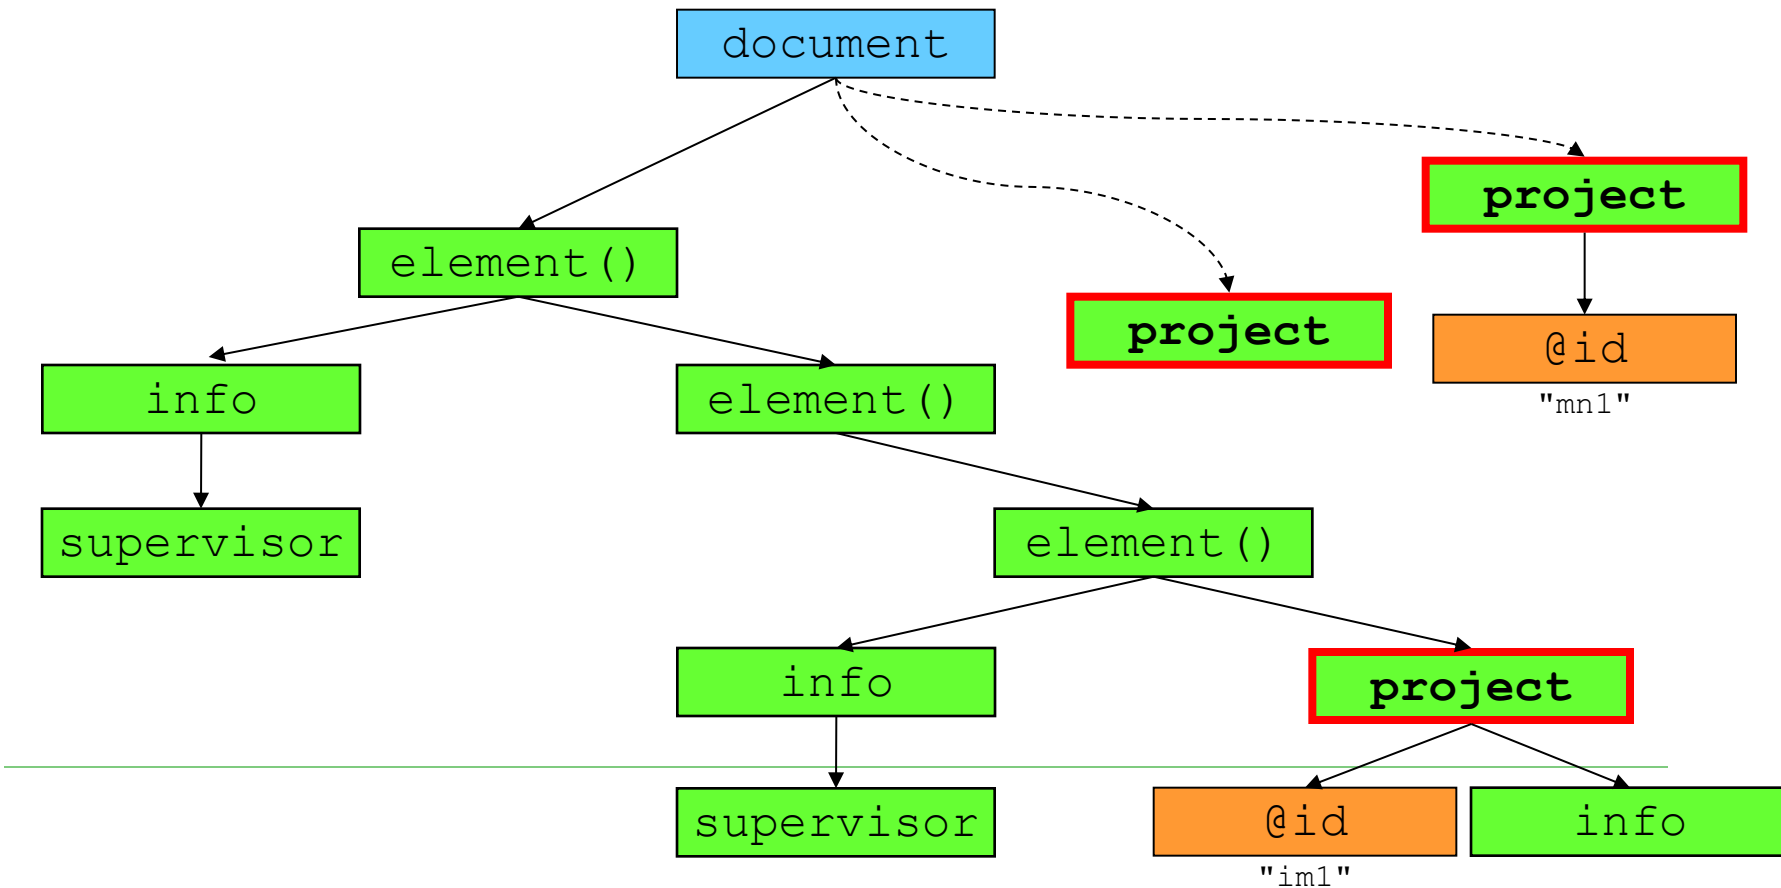 document
project
element()
project
@id
info
element()
"mn1"
supervisor
element()
info
project
supervisor
@id
info
"im1"